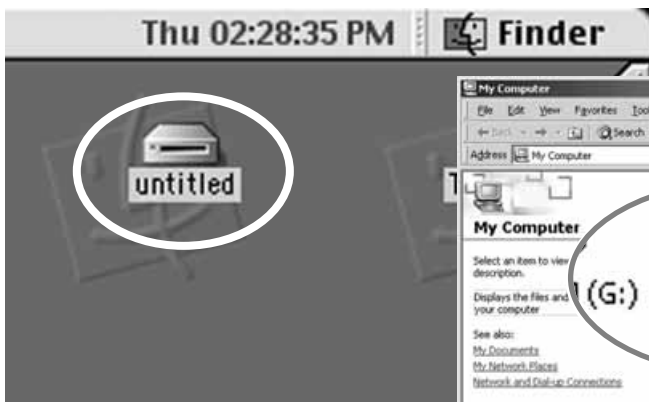 Thu 02:28:35 PM Finder
untitled
My Computer
File Edit View Favorites
Back Search
Address My Computer
My Computer
Select an item to view
description.
Displays the files and
your computer
(G:)
See also:
My Documents
My Network Places
Network and Dial-up Connections